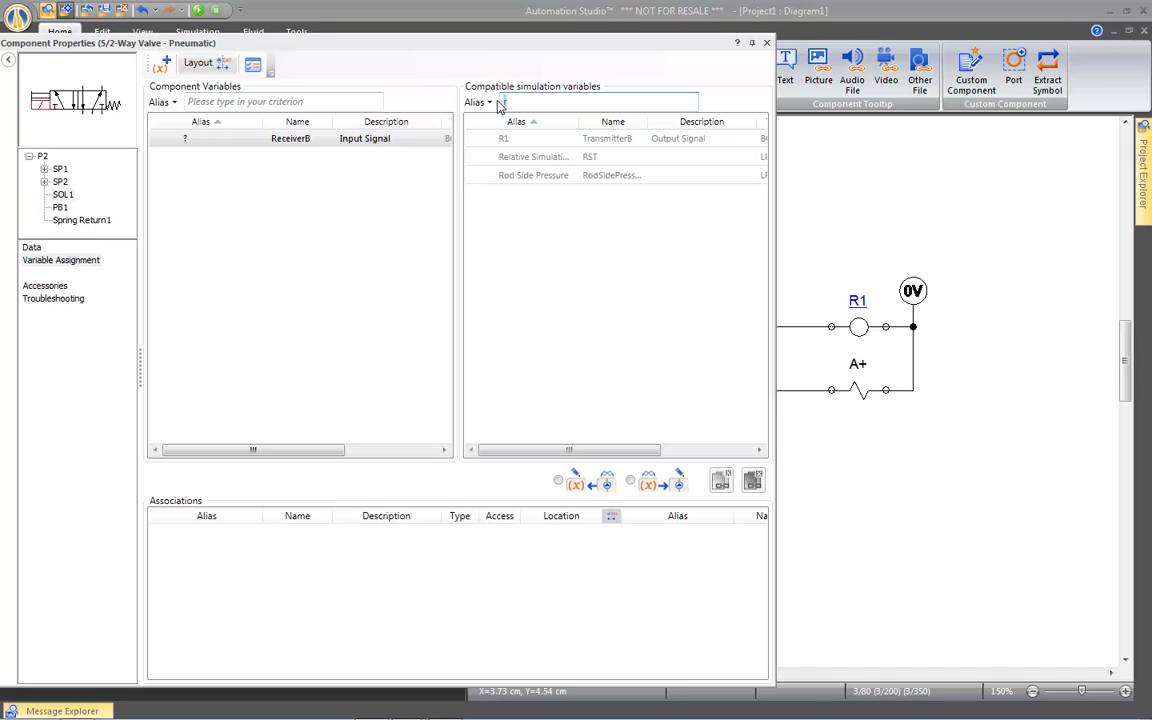 Automation Studio™ *** NOT FOR RESALE *** - [Project1 : Diagram1]
Home Edit View Simulation Fluid Tools
Component Properties (5/2-Way Valve - Pneumatic)
Layout
Component Variables
Compatible simulation variables
Alias
Please type in your criterion
Alias
r
Alias Name Description
? ReceiverB Input Signal
Alias Name Description
R1 TransmitterB Output Signal
Relative Simulati... RST
Rod Side Pressure RodSidePress...
P2
SP1
SP2
SOL1
PB1
Spring Return1
Data
Variable Assignment
Accessories
Troubleshooting
Associations
Alias Name Description Type Access Location Alias Na
Text Picture Audio File Video Other File
Component Tooltip
Custom Component Port Extract Symbol
Custom Component
Project Explorer
R1
0V
A+
X=3.73 cm, Y=4.54 cm
3/80 (3/200) (3/350)
150%
Message Explorer